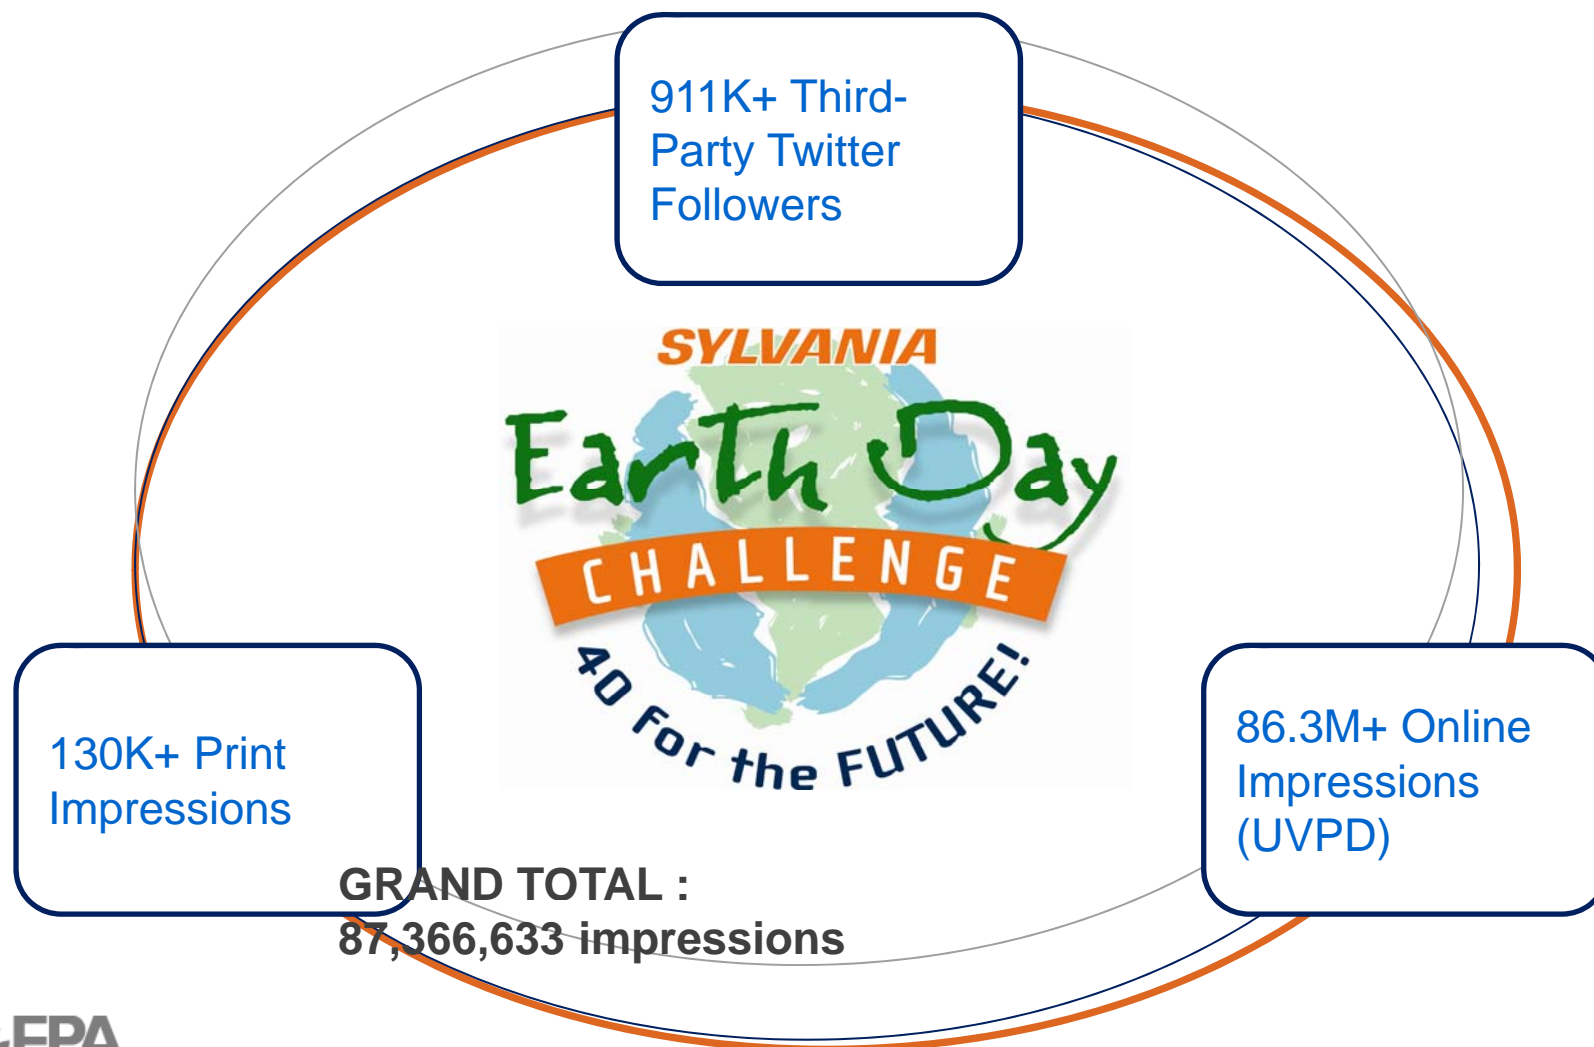 911K+ Third-
Party Twitter
Followers
SYLVANIA
Earth Day
CHALLENGE
40 for the FUTURE!
130K+ Print
Impressions
86.3M+ Online
Impressions
(UVPD)
GRAND TOTAL :
87,366,633 impressions
EPA